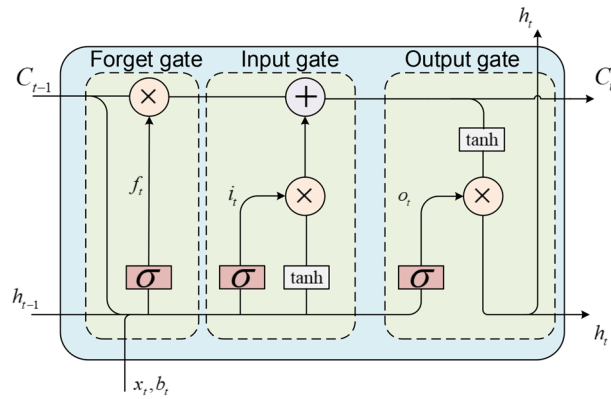 h_t
Forget gate Input gate Output gate
C_{t-1} × + C_t
tanh
f_t i_t × o_t ×
σ σ tanh σ
h_{t-1} h_t
x_t, b_t